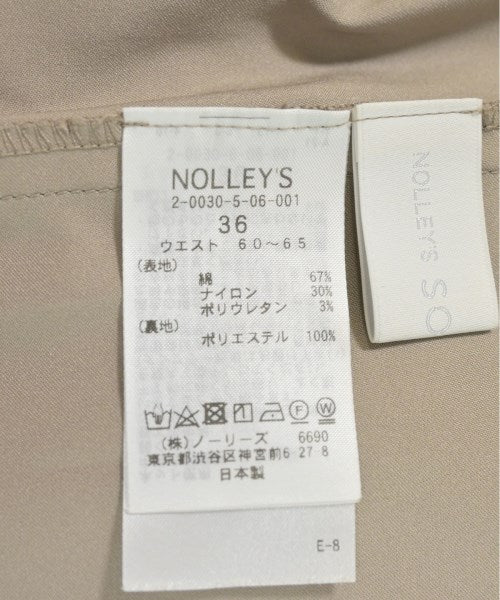 NOLLEY'S
2-0030-5-06-001
36
ウエスト 60～65
(表地)
綿 67%
ナイロン 30%
ポリウレタン 3%
(裏地)
ポリエステル 100%
F W
(株)ノーリーズ 6690
東京都渋谷区神宮前6-27-8
日本製
E-8
NOLLEY'S SO